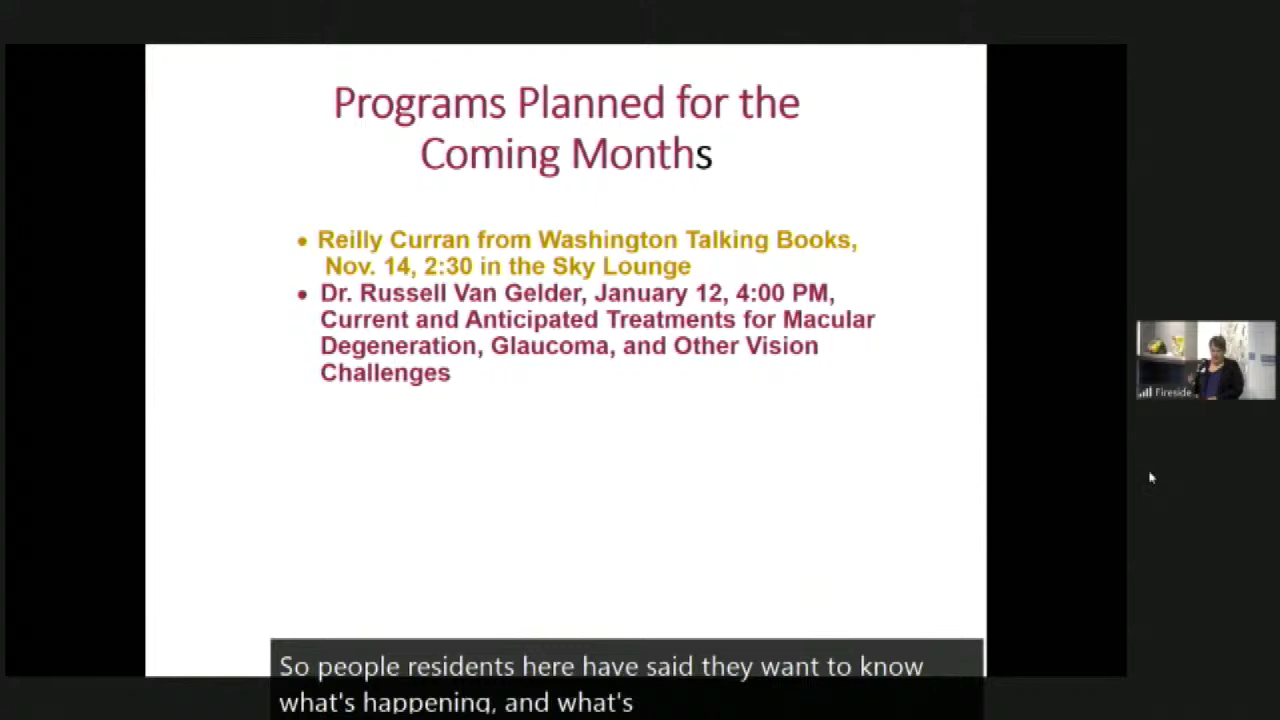 Programs Planned for the
Coming Months
• Reilly Curran from Washington Talking Books,
Nov. 14, 2:30 in the Sky Lounge
• Dr. Russell Van Gelder, January 12, 4:00 PM,
Current and Anticipated Treatments for Macular
Degeneration, Glaucoma, and Other Vision
Challenges
Fireside
So people residents here have said they want to know
what's happening, and what's